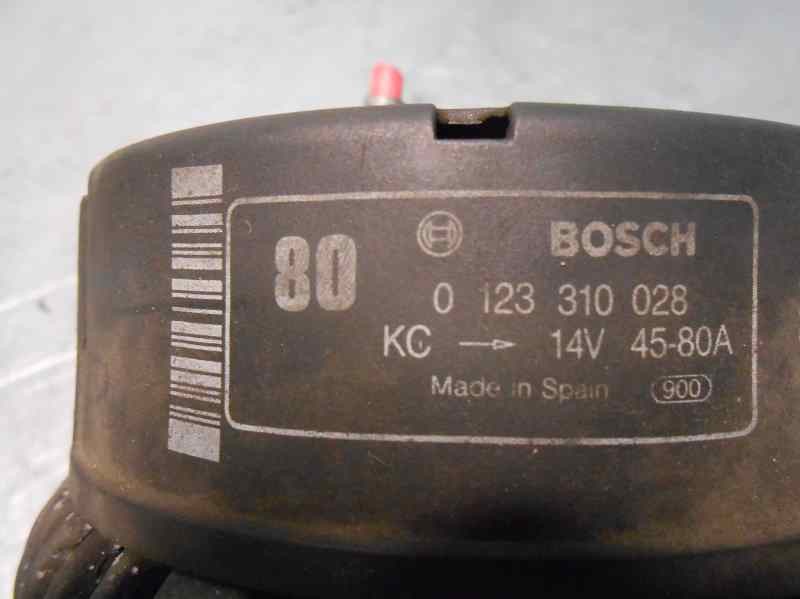 80 BOSCH
0 123 310 028
KC → 14V 45-80A
Made in Spain 900